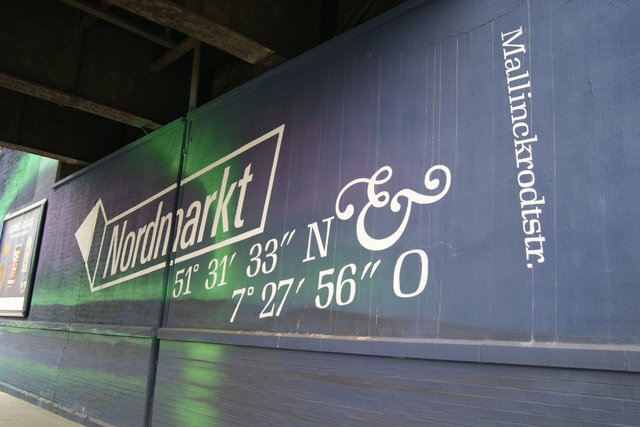 Nordmarkt
51° 31′ 33″ N &
7° 27′ 56″ O
Mallinckrodtstr.